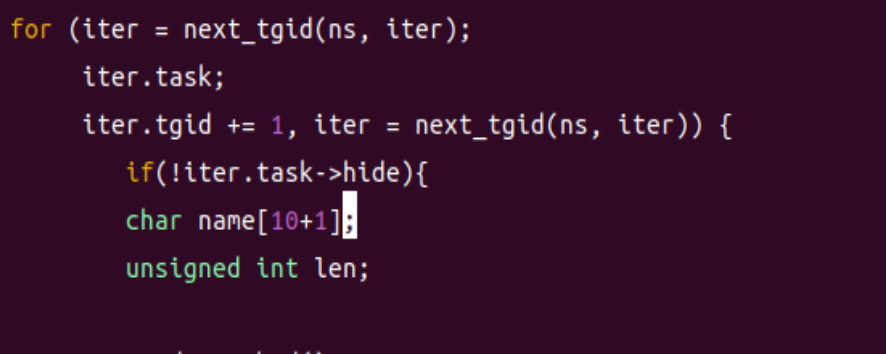 for (iter = next_tgid(ns, iter);
iter.task;
iter.tgid += 1, iter = next_tgid(ns, iter)) {
if(!iter.task->hide){
char name[10+1];
unsigned int len;